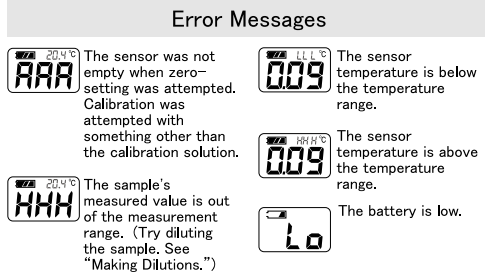 Error Messages
20.4℃
AAA
The sensor was not
empty when zero-
setting was attempted.
Calibration was
attempted with
something other than
the calibration solution.
20.4℃
HHH
The sample's
measured value is out
of the measurement
range. (Try diluting
the sample. See
“Making Dilutions.”)
LLL℃
0.09
The sensor
temperature is below
the temperature
range.
HHH℃
0.09
The sensor
temperature is above
the temperature
range.
Lo
The battery is low.